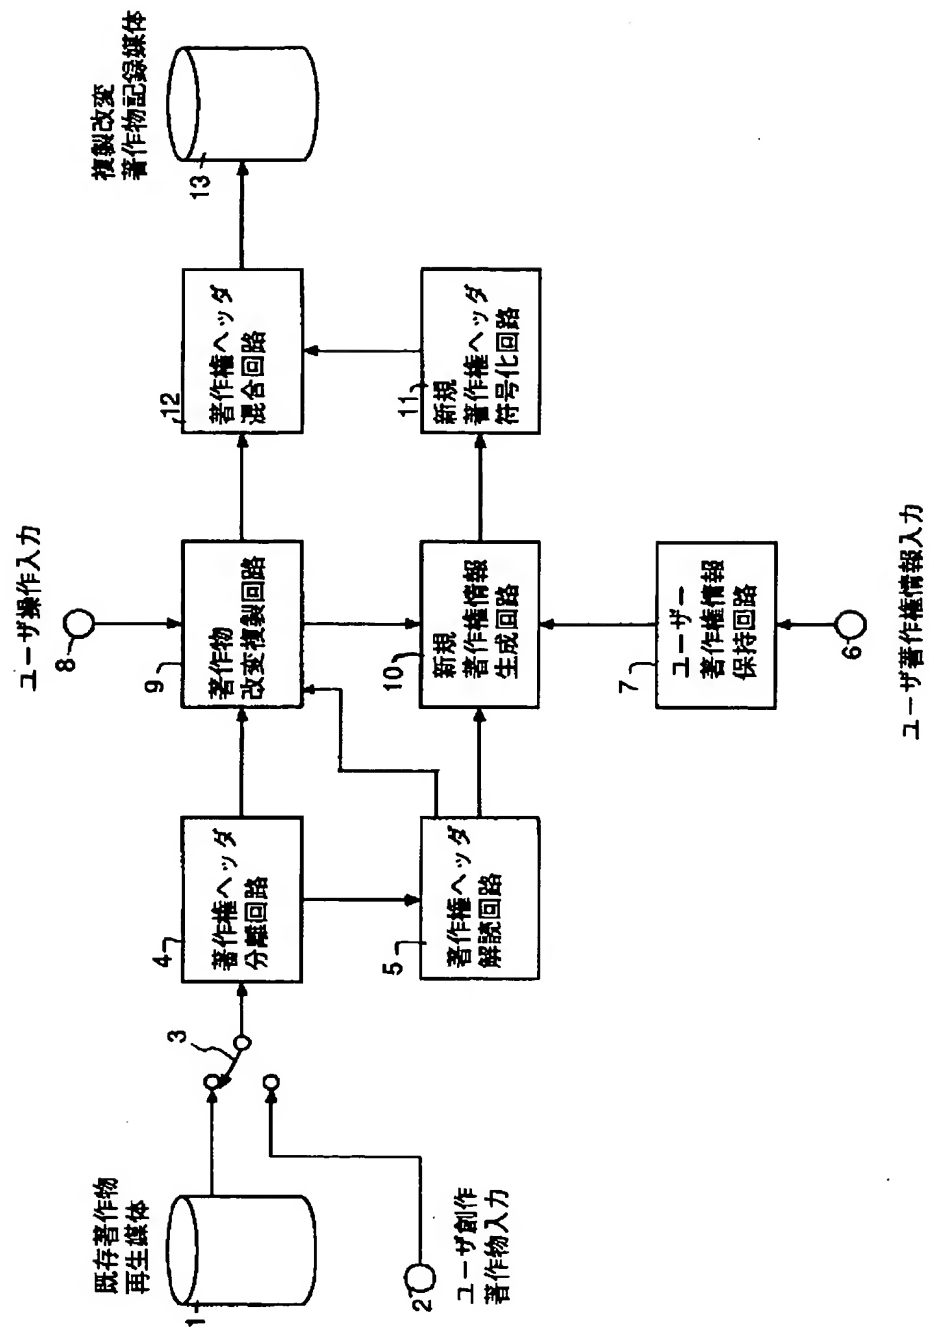 既存著作物
再生媒体
1
2
ユーザ創作
著作物入力
3
4
著作権ヘッダ
分離回路
5
著作権ヘッダ
解読回路
ユーザ操作入力
8
9
著作物
改変複製回路
10
新規
著作権情報
生成回路
7
ユーザー
著作権情報
保持回路
6
ユーザ著作権情報入力
12
著作権ヘッダ
混合回路
11
新規
著作権ヘッダ
符号化回路
複製改変
著作物記録媒体
13